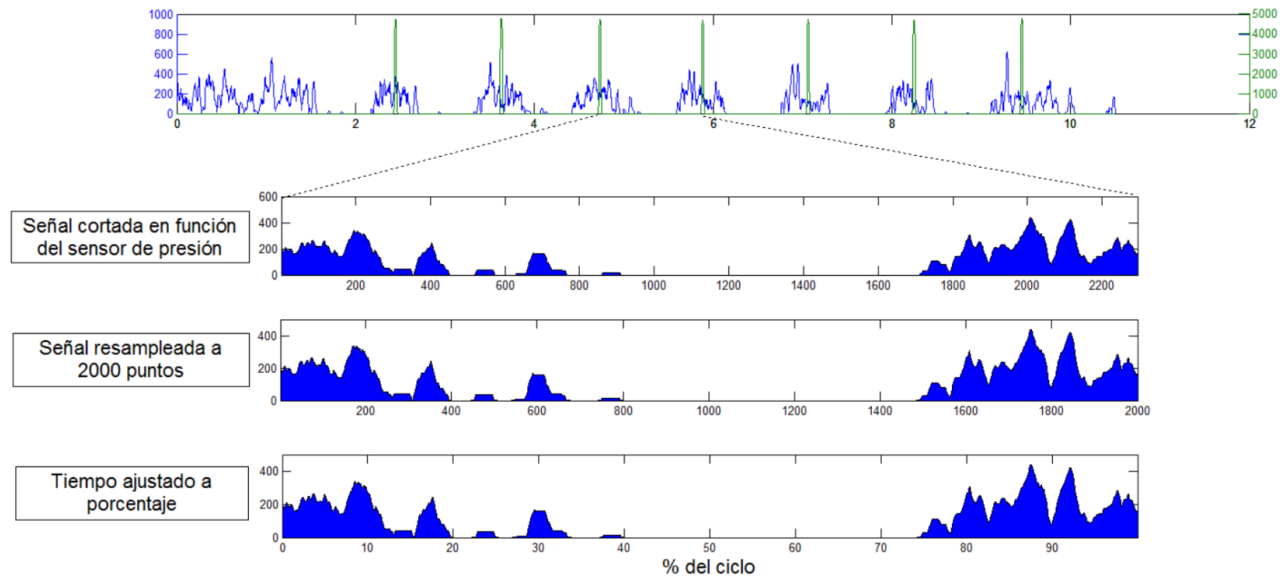 1000
800
600
400
200
0
5000
4000
3000
2000
1000
0
0 2 4 6 8 10 12
Señal cortada en función
del sensor de presión
600
400
200
0
200 400 600 800 1000 1200 1400 1600 1800 2000 2200
Señal resampleada a
2000 puntos
400
200
0
200 400 600 800 1000 1200 1400 1600 1800 2000
Tiempo ajustado a
porcentaje
400
200
0
0 10 20 30 40 50 60 70 80 90
% del ciclo